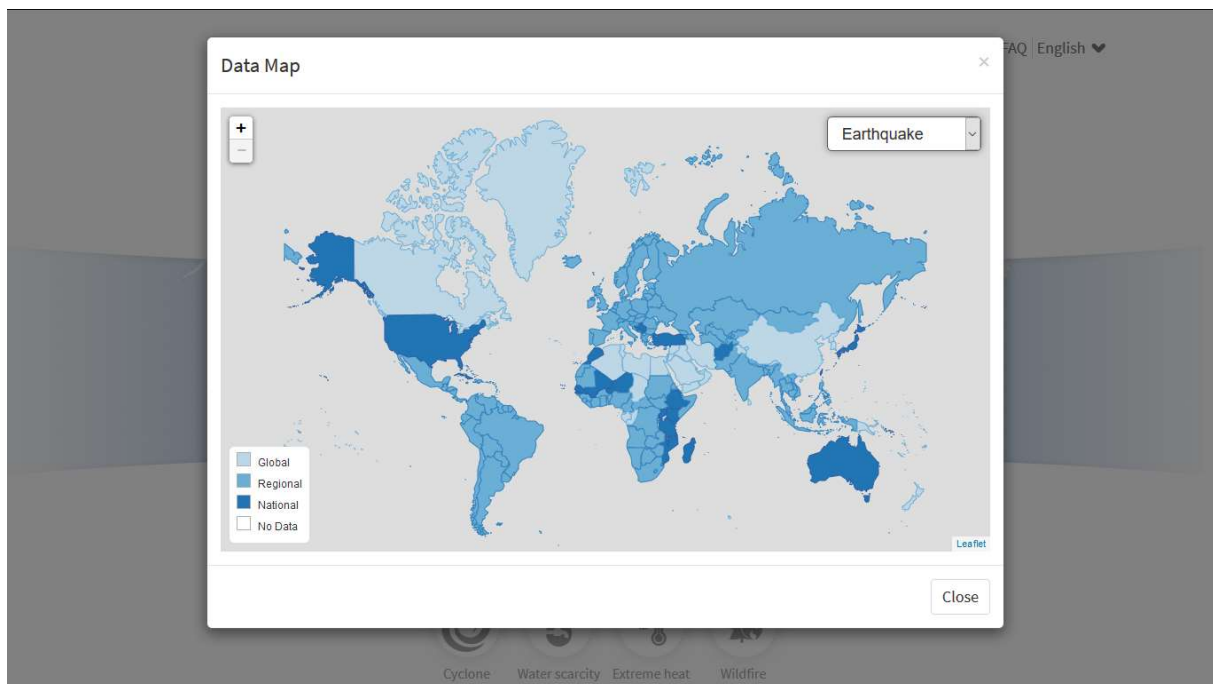 FAQ English
Data Map
×
+
−
Earthquake
Global
Regional
National
No Data
Leaflet
Close
Cyclone Water scarcity Extreme heat Wildfire